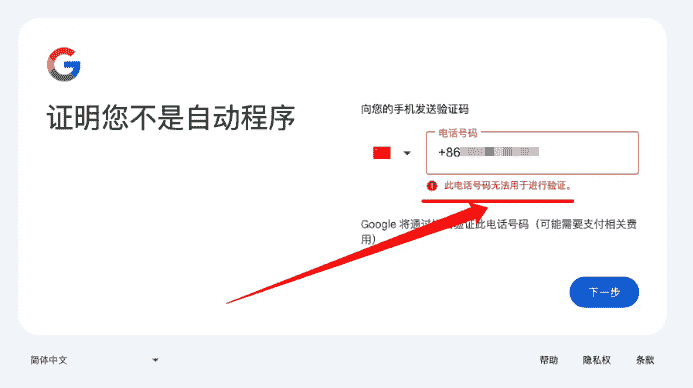 证明您不是自动程序
向您的手机发送验证码
电话号码
+86
此电话号码无法用于进行验证。
Google 将通过
验证此电话号码(可能需要支付相关费
用)
下一步
简体中文
帮助
隐私权
条款